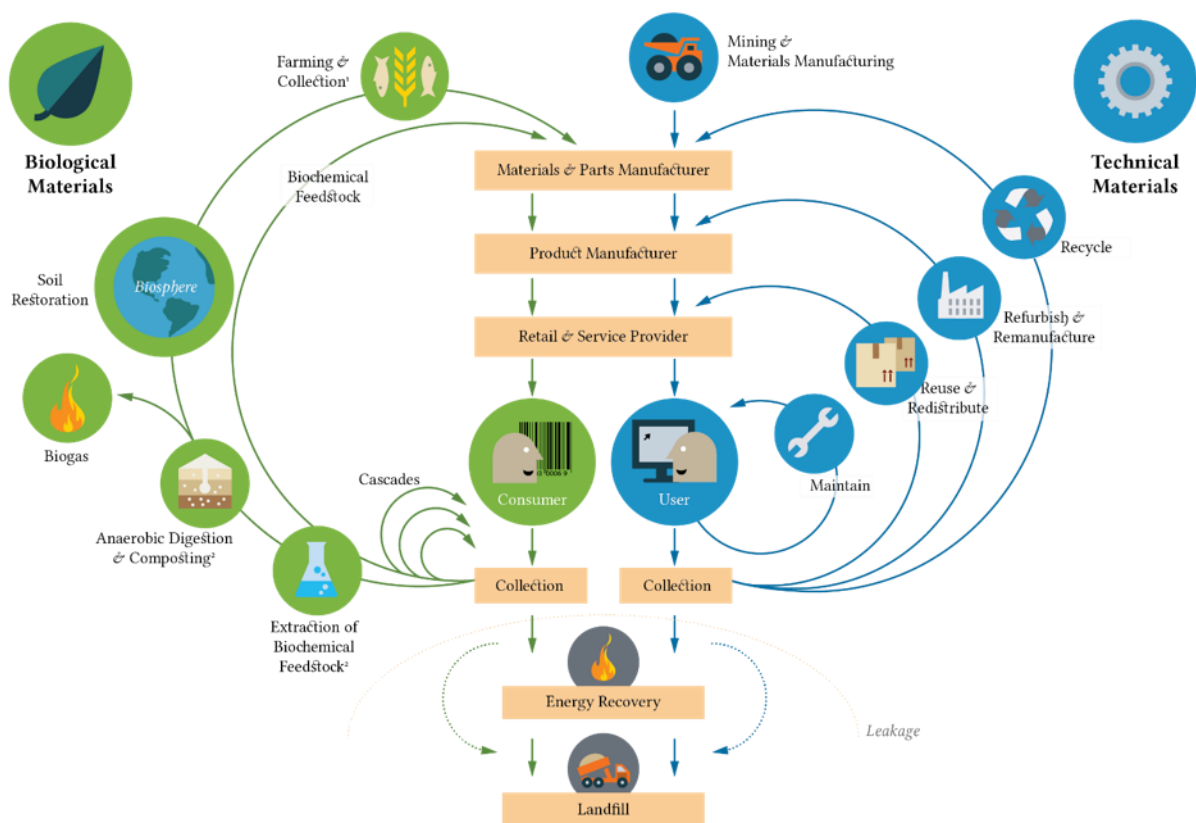 Biological
Materials
Farming &
Collection¹
Mining &
Materials Manufacturing
Technical
Materials
Biochemical
Feedstock
Materials & Parts Manufacturer
Soil
Restoration
Biosphere
Product Manufacturer
Recycle
Retail & Service Provider
Refurbish &
Remanufacture
Biogas
Reuse &
Redistribute
Cascades
Consumer
User
Maintain
Anaerobic Digestion
& Composting²
Collection
Collection
Extraction of
Biochemical
Feedstock²
Energy Recovery
Leakage
Landfill